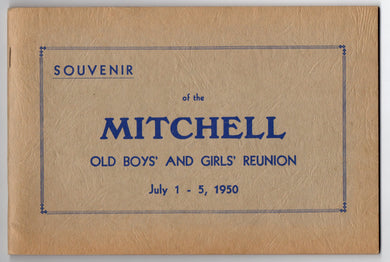 SOUVENIR
of the
MITCHELL
OLD BOYS' AND GIRLS' REUNION
July 1 - 5, 1950